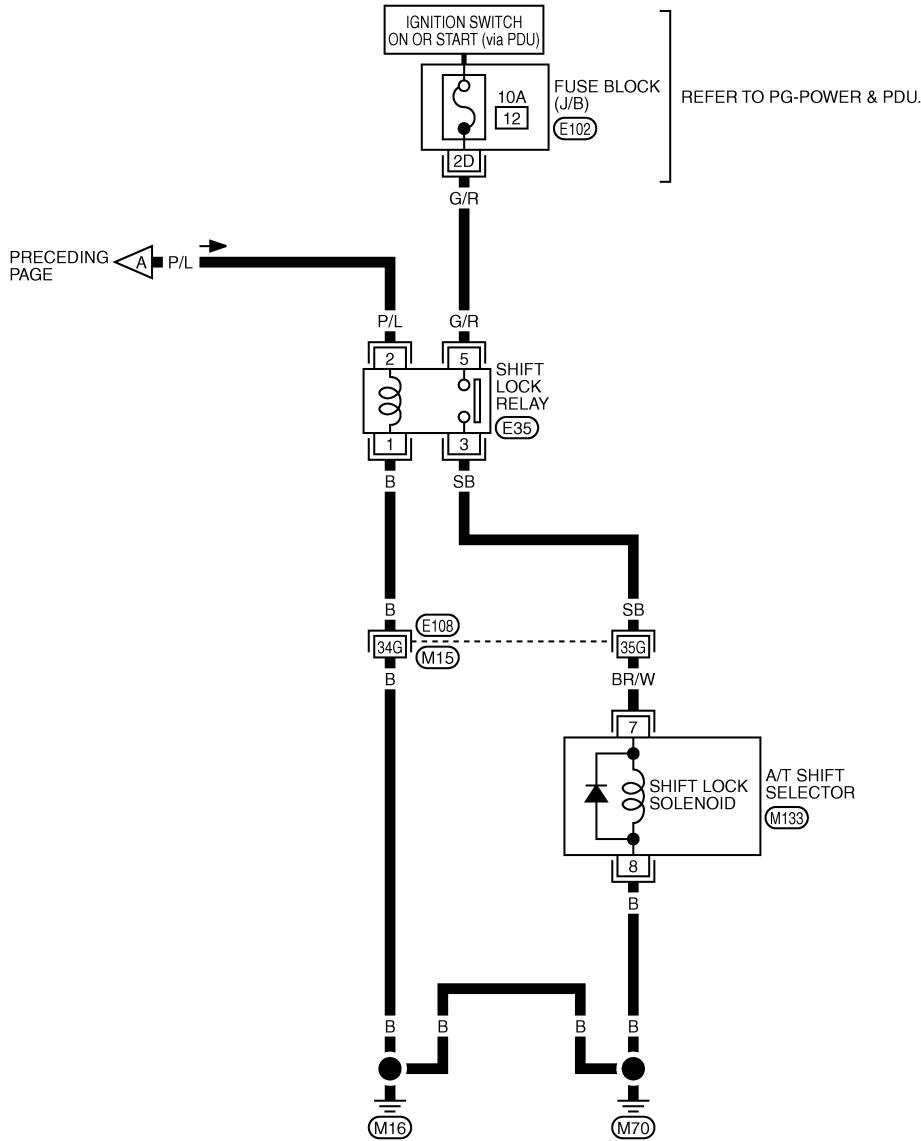 IGNITION SWITCH
ON OR START (via PDU)
FUSE BLOCK
(J/B)
E102
10A
12
REFER TO PG-POWER & PDU.
2D
G/R
PRECEDING
PAGE
A
P/L
P/L
G/R
2
5
SHIFT
LOCK
RELAY
E35
1
3
B
SB
B
SB
E108
34G
35G
M15
B
BR/W
7
SHIFT LOCK
SOLENOID
A/T SHIFT
SELECTOR
M133
8
B
B
B
B
B
M16
M70